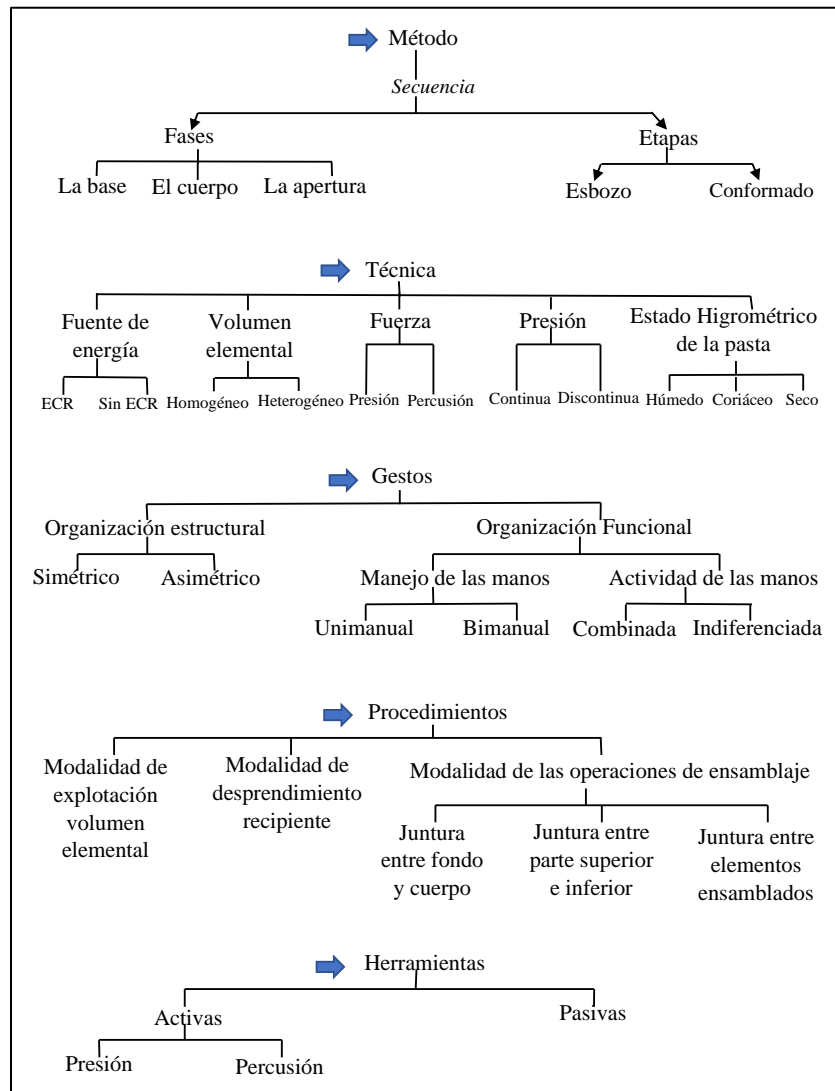 Método
Secuencia
Fases
Etapas
La base
El cuerpo
La apertura
Esbozo
Conformado
Técnica
Fuente de
energía
Volumen
elemental
Fuerza
Presión
Estado Higrométrico
de la pasta
ECR
Sin ECR
Homogéneo
Heterogéneo
Presión
Percusión
Continua
Discontinua
Húmedo
Coriáceo
Seco
Gestos
Organización estructural
Organización Funcional
Simétrico
Asimétrico
Manejo de las manos
Actividad de las manos
Unimanual
Bimanual
Combinada
Indiferenciada
Procedimientos
Modalidad de
explotación
volumen
elemental
Modalidad de
desprendimiento
recipiente
Modalidad de las operaciones de ensamblaje
Juntura
entre fondo
y cuerpo
Juntura entre
parte superior
e inferior
Juntura entre
elementos
ensamblados
Herramientas
Activas
Pasivas
Presión
Percusión